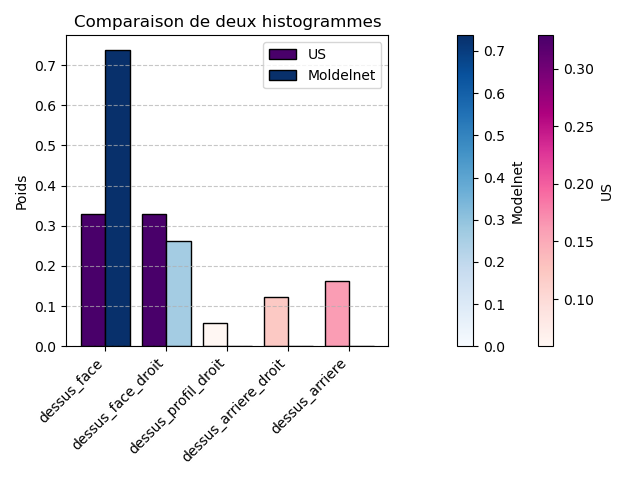 Comparaison de deux histogrammes
US
Moldelnet
Poids
0.7
0.6
0.5
0.4
0.3
0.2
0.1
0.0
dessus_face
dessus_face_droit
dessus_profil_droit
dessus_arriere_droit
dessus_arriere
0.7
0.6
0.5
0.4
0.3
0.2
0.1
0.0
Modelnet
0.30
0.25
0.20
0.15
0.10
US